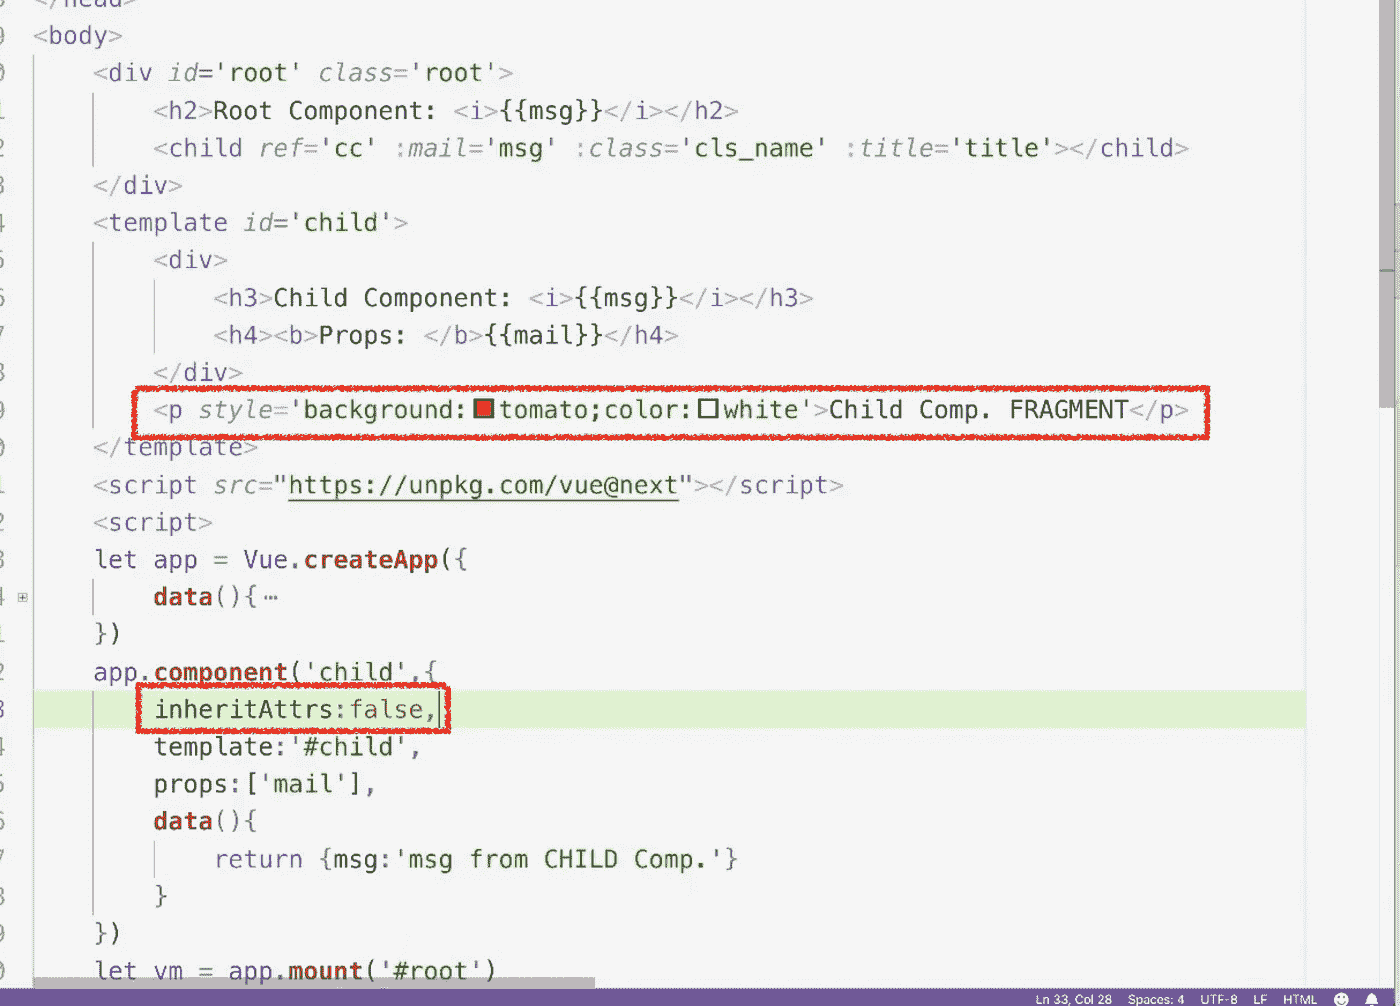 </head>
<body>
<div id='root' class='root'>
<h2>Root Component: <i>{{msg}}</i></h2>
<child ref='cc' :mail='msg' :class='cls_name' :title='title'></child>
</div>
<template id='child'>
<div>
<h3>Child Component: <i>{{msg}}</i></h3>
<h4><b>Props: </b>{{mail}}</h4>
</div>
<p style='background:tomato;color:white'>Child Comp. FRAGMENT</p>
</template>
<script src="https://unpkg.com/vue@next"></script>
<script>
let app = Vue.createApp({
data(){⋯
})
app.component('child',{
inheritAttrs:false,
template:'#child',
props:['mail'],
data(){
return {msg:'msg from CHILD Comp.'}
}
})
let vm = app.mount('#root')
Ln 33, Col 28 Spaces: 4 UTF-8 LF HTML